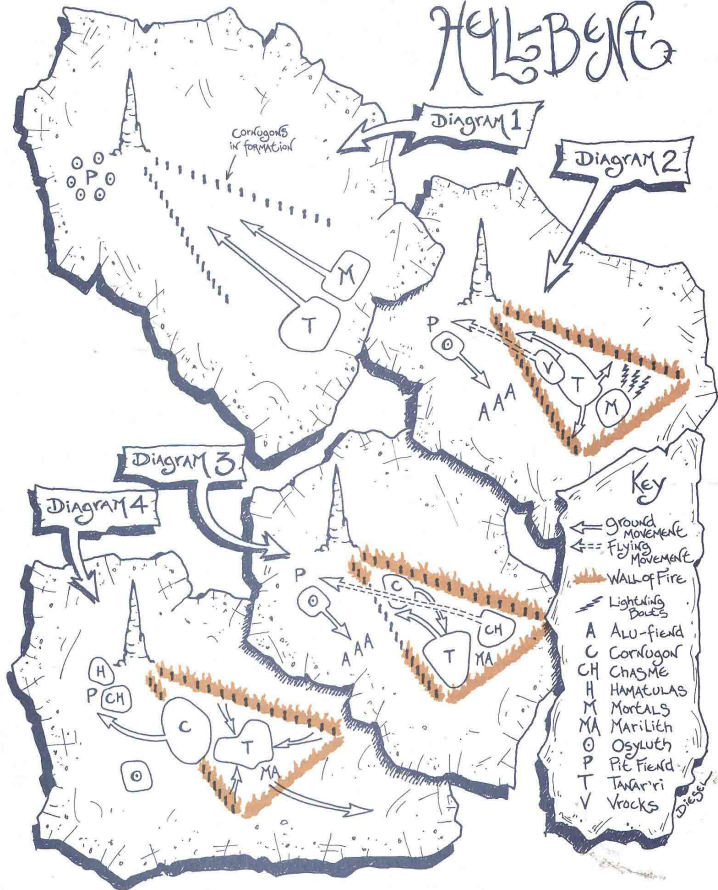 HELL-BENT
Diagram 1
Cornugons
in formation
P
M
T
Diagram 2
P
O
A A A
V
T
M
Diagram 3
P
O
A A A
C
CH
T
MA
Diagram 4
H
P
CH
C
T
MA
O
Key
Ground
Movement
Flying
Movement
Wall of Fire
Lightning
Bolts
A Alu-fiend
C Cornugon
CH Chasme
H Hamatulas
M Mortals
MA Marilith
O Osyluth
P Pit Fiend
T Tanar'ri
V Vrocks
Diesel